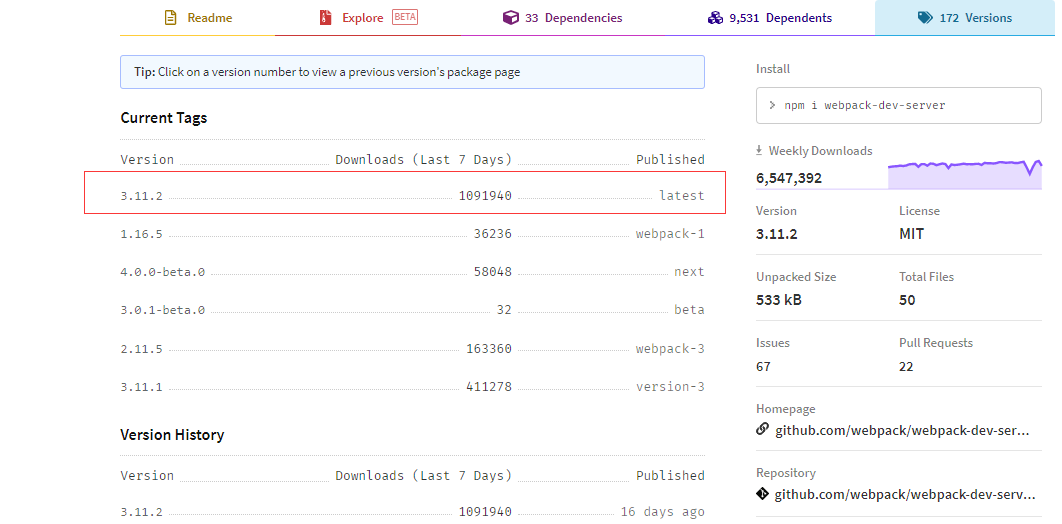 Readme Explore BETA 33 Dependencies 9,531 Dependents 172 Versions
Tip: Click on a version number to view a previous version's package page
Current Tags
Version Downloads (Last 7 Days) Published
3.11.2 1091940 latest
1.16.5 36236 webpack-1
4.0.0-beta.0 58048 next
3.0.1-beta.0 32 beta
2.11.5 163360 webpack-3
3.11.1 411278 version-3
Version History
Version Downloads (Last 7 Days) Published
3.11.2 1091940 16 days ago
Install
> npm i webpack-dev-server
Weekly Downloads
6,547,392
Version License
3.11.2 MIT
Unpacked Size Total Files
533 kB 50
Issues Pull Requests
67 22
Homepage
github.com/webpack/webpack-dev-ser...
Repository
github.com/webpack/webpack-dev-serv...